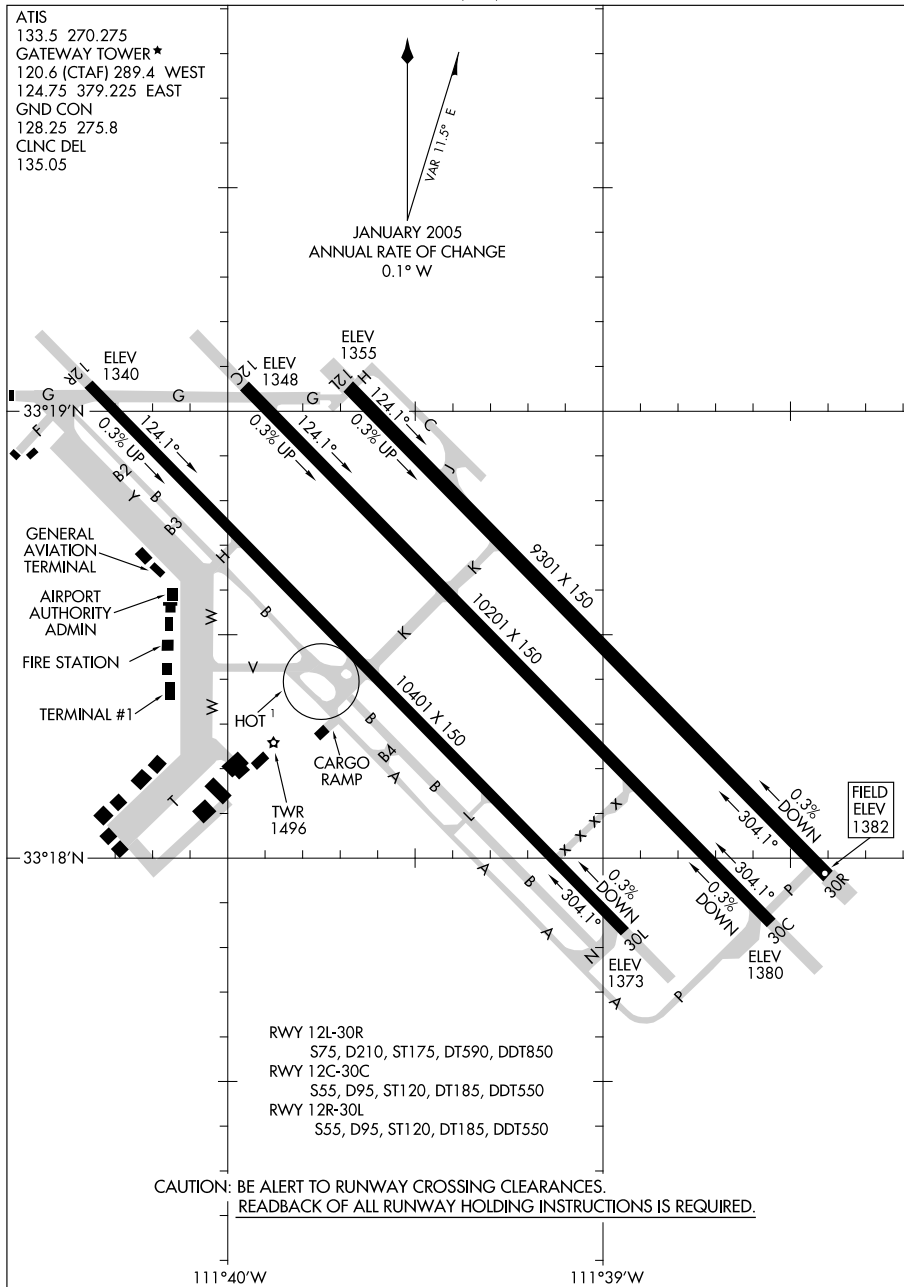 ATIS
133.5 270.275
GATEWAY TOWER★
120.6 (CTAF) 289.4 WEST
124.75 379.225 EAST
GND CON
128.25 275.8
CLNC DEL
135.05
VAR 11.5° E
JANUARY 2005
ANNUAL RATE OF CHANGE
0.1° W
ELEV
1340
ELEV
1348
ELEV
1355
12R
12C
12L
H
G
G
G
C
J
33°19'N
F
124.1°
0.3% UP
124.1°
0.3% UP
124.1°
0.3% UP
B2
Y
B
B3
H
B
GENERAL
AVIATION
TERMINAL
AIRPORT
AUTHORITY
ADMIN
FIRE STATION
TERMINAL #1
W
W
V
HOT 1
K
K
9301 X 150
10201 X 150
10401 X 150
CARGO
RAMP
TWR
1496
T
B
B4
A
B
L
A
B
A
N
A
P
P
X
X
X
X
33°18'N
FIELD
ELEV
1382
0.3%
DOWN
304.1°
30R
0.3%
DOWN
304.1°
30C
0.3%
DOWN
304.1°
30L
ELEV
1373
ELEV
1380
RWY 12L-30R
S75, D210, ST175, DT590, DDT850
RWY 12C-30C
S55, D95, ST120, DT185, DDT550
RWY 12R-30L
S55, D95, ST120, DT185, DDT550
CAUTION: BE ALERT TO RUNWAY CROSSING CLEARANCES.
READBACK OF ALL RUNWAY HOLDING INSTRUCTIONS IS REQUIRED.
111°40'W
111°39'W